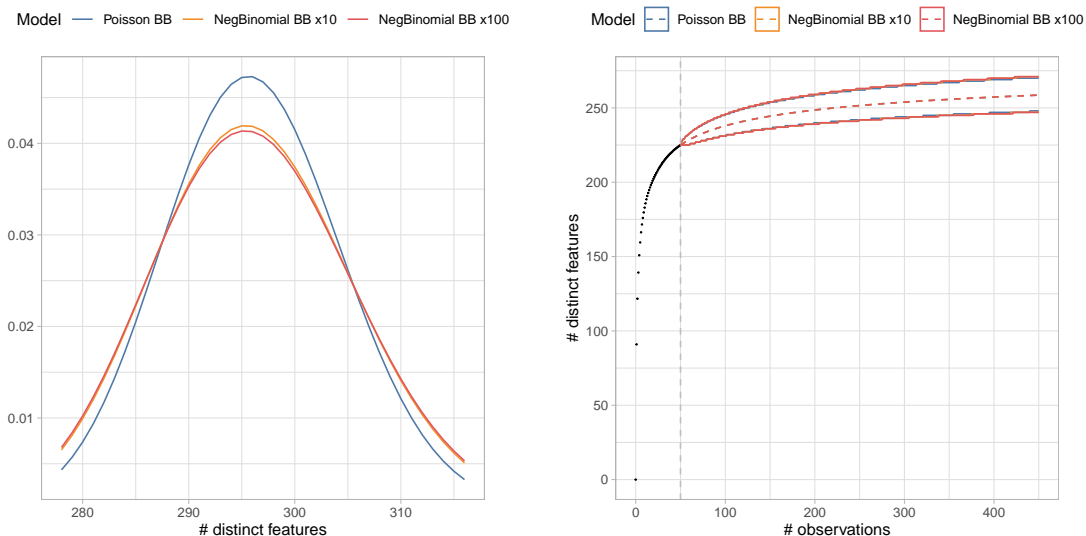 Model Poisson BB NegBinomial BB x10 NegBinomial BB x100
0.04
0.03
0.02
0.01
280 290 300 310
# distinct features
Model Poisson BB NegBinomial BB x10 NegBinomial BB x100
# distinct features
250
200
150
100
50
0
0 100 200 300 400
# observations